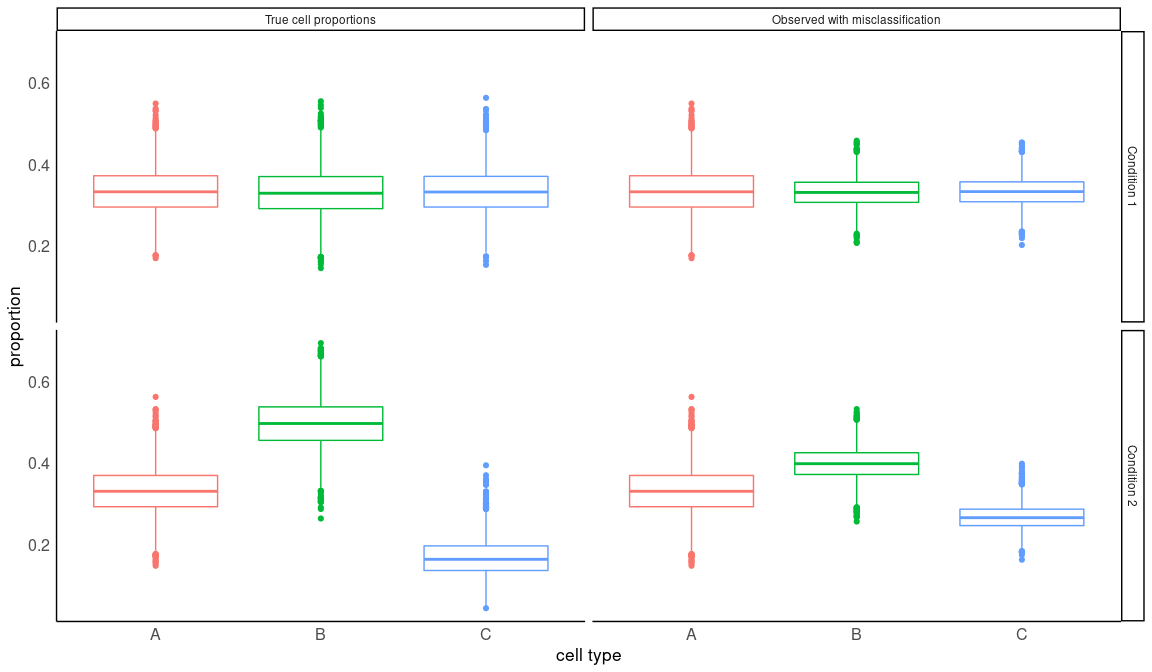 True cell proportions
Observed with misclassification
0.6
0.4
0.2
Condition 1
proportion
0.6
0.4
0.2
Condition 2
A
B
C
A
B
C
cell type